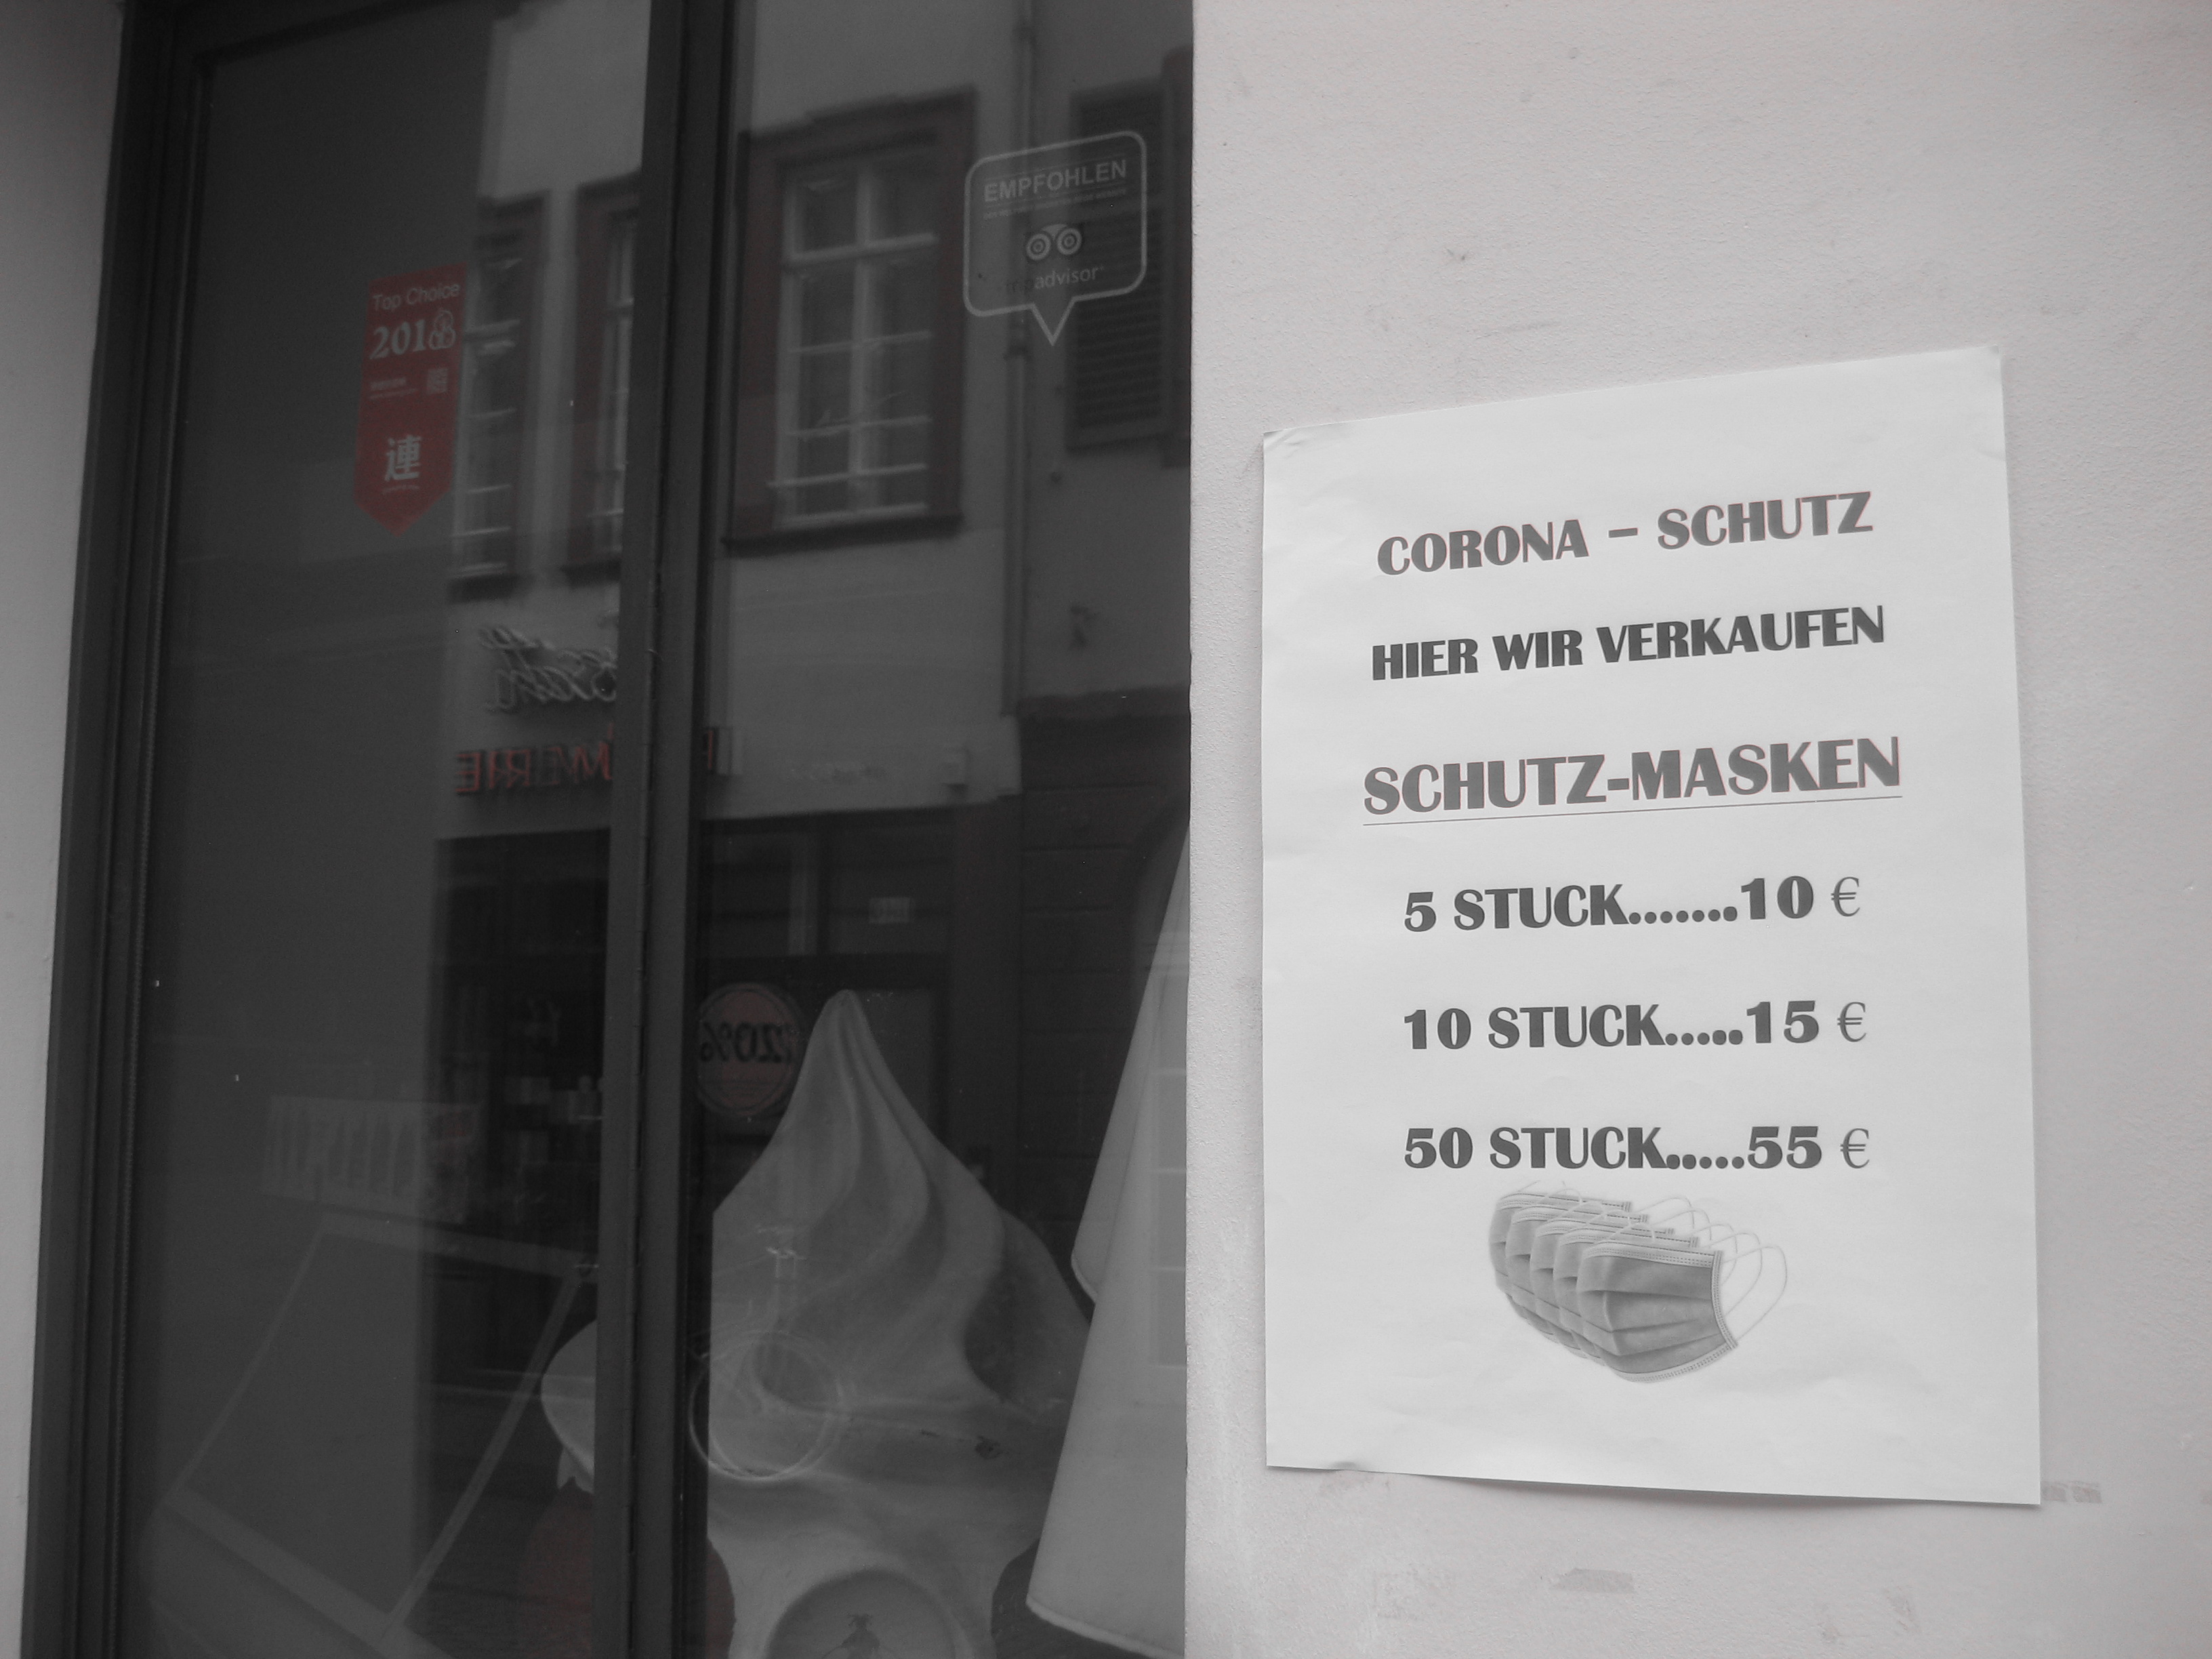 Top Choice
2018
連
EMPFOHLEN
tripadvisor
20%
CORONA – SCHUTZ
HIER WIR VERKAUFEN
SCHUTZ-MASKEN
5 STUCK.......10 €
10 STUCK.....15 €
50 STUCK.....55 €